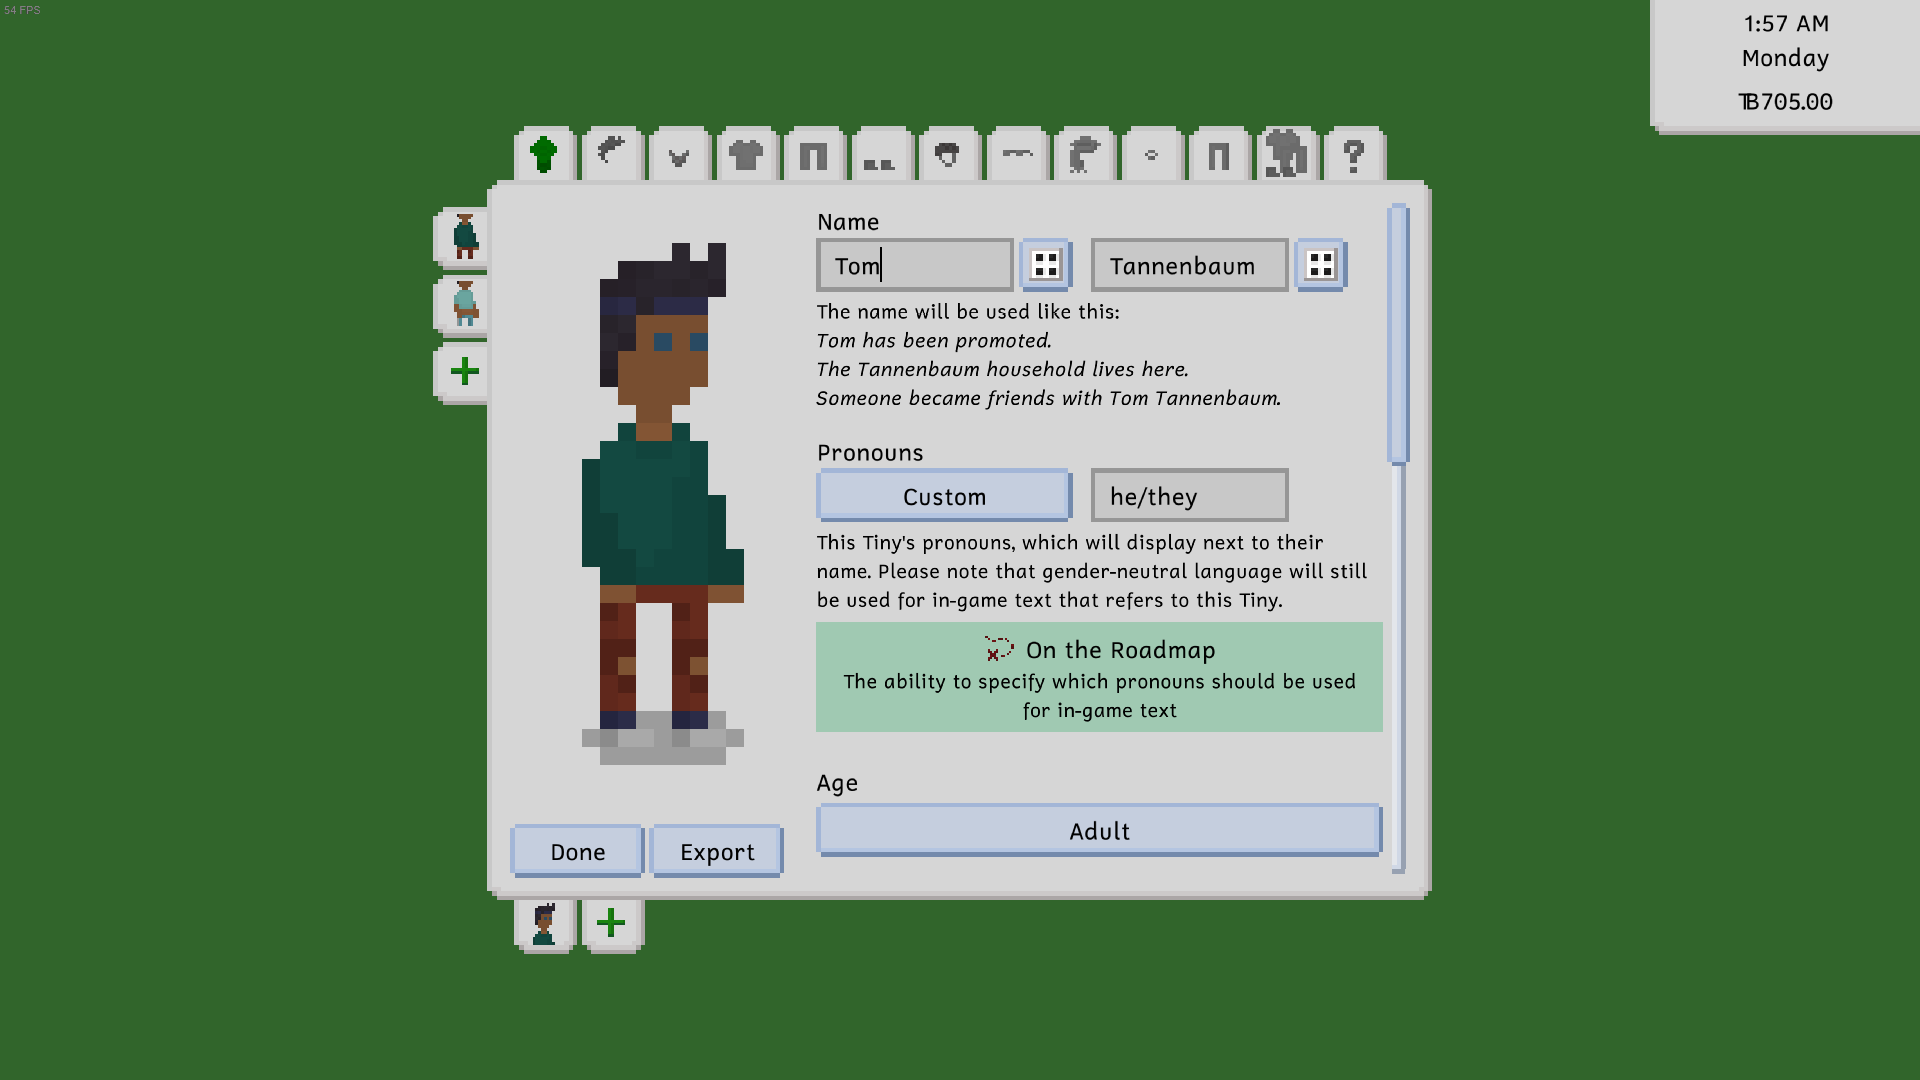 54 FPS
1:57 AM
Monday
TB705.00
?
Name
Tom
Tannenbaum
The name will be used like this:
Tom has been promoted.
The Tannenbaum household lives here.
Someone became friends with Tom Tannenbaum.
Pronouns
Custom
he/they
This Tiny's pronouns, which will display next to their
name. Please note that gender-neutral language will still
be used for in-game text that refers to this Tiny.
On the Roadmap
The ability to specify which pronouns should be used
for in-game text
Age
Adult
Done
Export